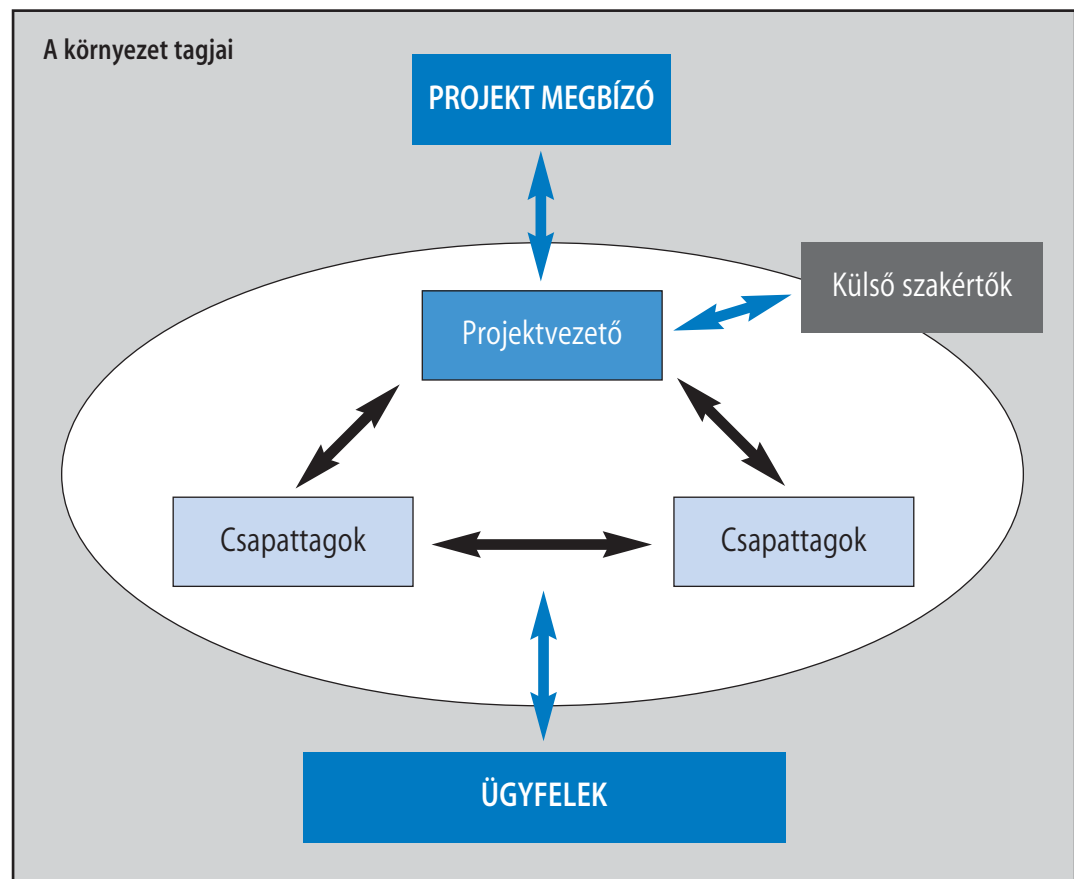 A környezet tagjai
PROJEKT MEGBÍZÓ
Külső szakértők
Projektvezető
Csapattagok
Csapattagok
ÜGYFELEK